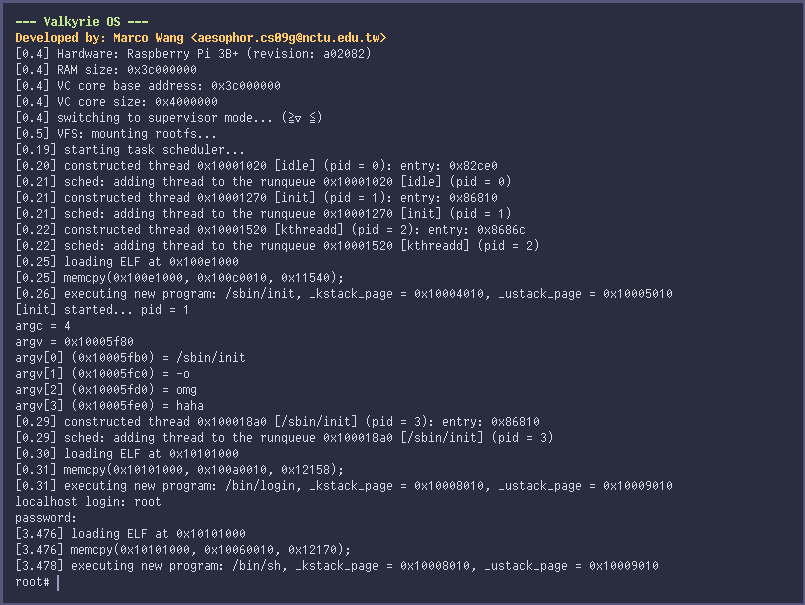 --- Valkyrie OS ---
Developed by: Marco Wang <aesophor.cs09g@nctu.edu.tw>
[0.4] Hardware: Raspberry Pi 3B+ (revision: a02082)
[0.4] RAM size: 0x3c000000
[0.4] VC core base address: 0x3c000000
[0.4] VC core size: 0x4000000
[0.4] switching to supervisor mode... (≧▽ ≦)
[0.5] VFS: mounting rootfs...
[0.19] starting task scheduler...
[0.20] constructed thread 0x10001020 [idle] (pid = 0): entry: 0x82ce0
[0.21] sched: adding thread to the runqueue 0x10001020 [idle] (pid = 0)
[0.21] constructed thread 0x10001270 [init] (pid = 1): entry: 0x86810
[0.21] sched: adding thread to the runqueue 0x10001270 [init] (pid = 1)
[0.22] constructed thread 0x10001520 [kthreadd] (pid = 2): entry: 0x8686c
[0.22] sched: adding thread to the runqueue 0x10001520 [kthreadd] (pid = 2)
[0.25] loading ELF at 0x100e1000
[0.25] memcpy(0x100e1000, 0x100c0010, 0x11540);
[0.26] executing new program: /sbin/init, _kstack_page = 0x10004010, _ustack_page = 0x10005010
[init] started... pid = 1
argc = 4
argv = 0x10005f80
argv[0] (0x10005fb0) = /sbin/init
argv[1] (0x10005fc0) = -o
argv[2] (0x10005fd0) = omg
argv[3] (0x10005fe0) = haha
[0.29] constructed thread 0x100018a0 [/sbin/init] (pid = 3): entry: 0x86810
[0.29] sched: adding thread to the runqueue 0x100018a0 [/sbin/init] (pid = 3)
[0.30] loading ELF at 0x10101000
[0.31] memcpy(0x10101000, 0x100a0010, 0x12158);
[0.31] executing new program: /bin/login, _kstack_page = 0x10008010, _ustack_page = 0x10009010
localhost login: root
password:
[3.476] loading ELF at 0x10101000
[3.476] memcpy(0x10101000, 0x10060010, 0x12170);
[3.478] executing new program: /bin/sh, _kstack_page = 0x10008010, _ustack_page = 0x10009010
root#